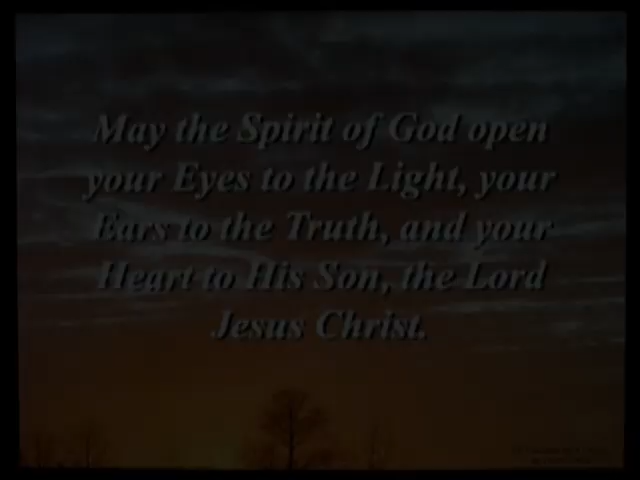 May the Spirit of God open
your Eyes to the Light, your
Ears to the Truth, and your
Heart to His Son, the Lord
Jesus Christ.